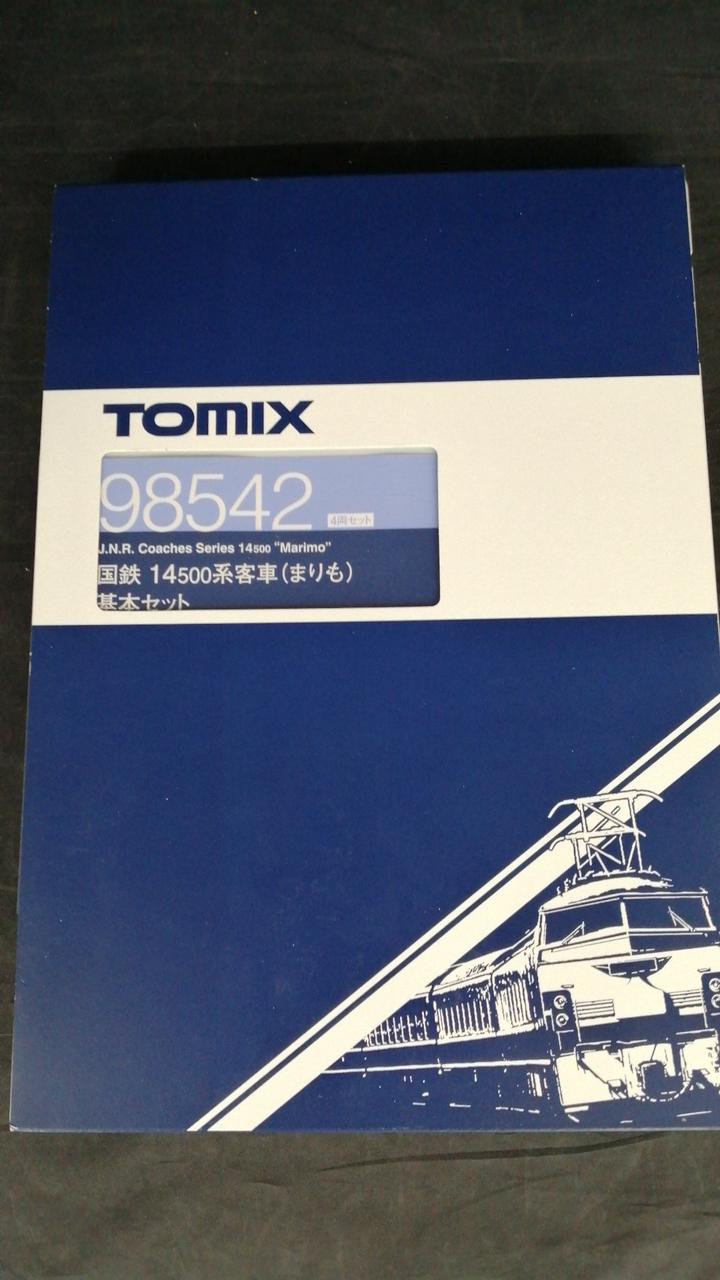 TOMIX
98542 4両セット
J.N.R. Coaches Series 14500 "Marimo"
国鉄 14500系客車(まりも)
基本セット